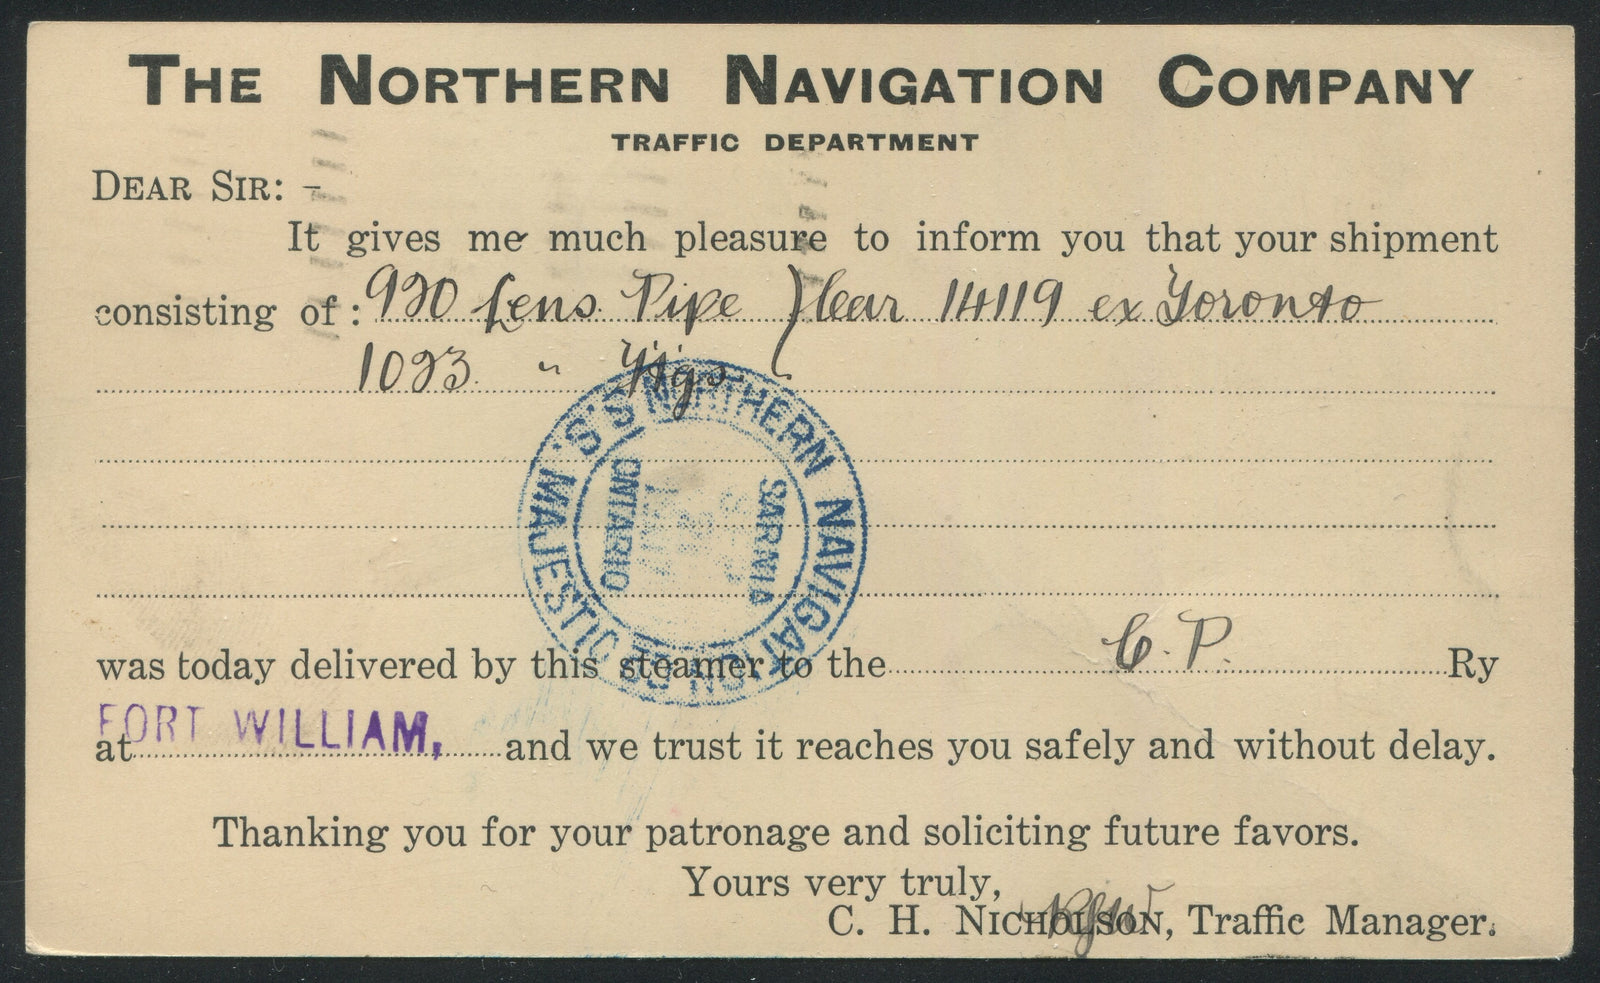 THE NORTHERN NAVIGATION COMPANY
TRAFFIC DEPARTMENT
DEAR SIR: –
It gives me much pleasure to inform you that your shipment
consisting of: 920 Lens. Pipe } Car 14119 ex Toronto
1023. "
S.S. MAJESTIC NORTHERN NAVIGATION CO.
SARNIA
ONTARIO
was today delivered by this steamer to the C. P. Ry
at FORT WILLIAM, and we trust it reaches you safely and without delay.
Thanking you for your patronage and soliciting future favors.
Yours very truly,
C. H. NICHOLSON, Traffic Manager.